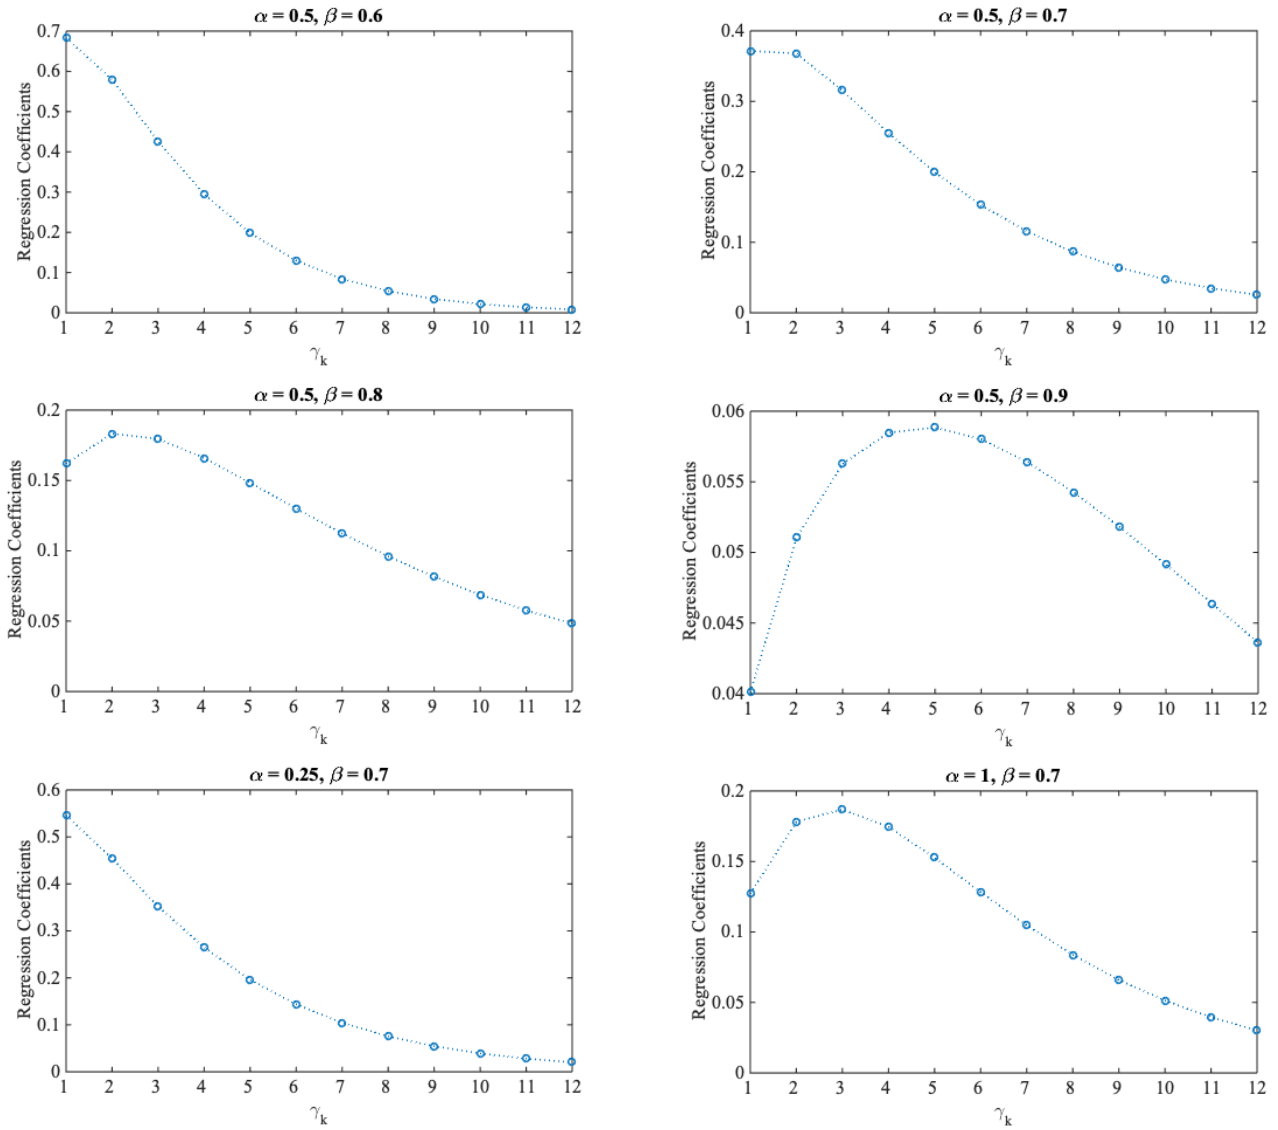 α = 0.5, β = 0.6
Regression Coefficients
0.7
0.6
0.5
0.4
0.3
0.2
0.1
0
1 2 3 4 5 6 7 8 9 10 11 12
γk
α = 0.5, β = 0.7
Regression Coefficients
0.4
0.3
0.2
0.1
0
1 2 3 4 5 6 7 8 9 10 11 12
γk
α = 0.5, β = 0.8
Regression Coefficients
0.2
0.15
0.1
0.05
0
1 2 3 4 5 6 7 8 9 10 11 12
γk
α = 0.5, β = 0.9
Regression Coefficients
0.06
0.055
0.05
0.045
0.04
1 2 3 4 5 6 7 8 9 10 11 12
γk
α = 0.25, β = 0.7
Regression Coefficients
0.6
0.5
0.4
0.3
0.2
0.1
0
1 2 3 4 5 6 7 8 9 10 11 12
γk
α = 1, β = 0.7
Regression Coefficients
0.2
0.15
0.1
0.05
0
1 2 3 4 5 6 7 8 9 10 11 12
γk